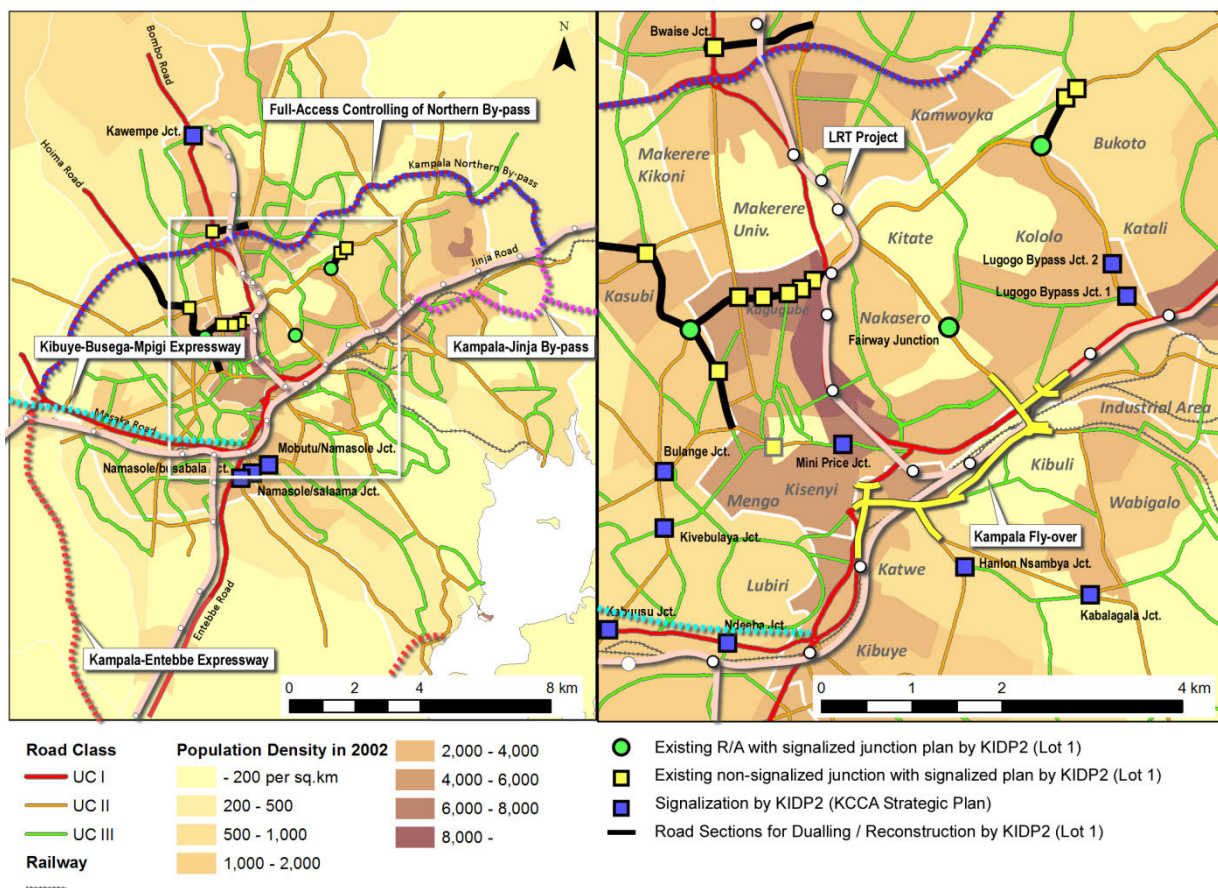 N
Bombo Road
Full-Access Controlling of Northern By-pass
Kawempe Jct.
Hoima Road
Kampala Northern By-pass
Jinja Road
Kibuye-Busega-Mpigi Expressway
Kampala-Jinja By-pass
Masaka Road
Mobutu/Namasole Jct.
Namasole/busabala Jct.
Namasole/salaama Jct.
Entebbe Road
Kampala-Entebbe Expressway
0 2 4 8 km
Bwaise Jct.
Kamwoyka
LRT Project
Bukoto
Makerere
Kikoni
Makerere
Univ.
Kitate
Kololo
Katali
Lugogo Bypass Jct. 2
Kasubi
Lugogo Bypass Jct. 1
Kagugube
Nakasero
Fairway Junction
Industrial Area
Bulange Jct.
Mini Price Jct.
Kibuli
Mengo
Kisenyi
Wabigalo
Kivebulaya Jct.
Kampala Fly-over
Katwe
Hanlon Nsambya Jct.
Lubiri
Kabuusu Jct.
Ndeeba Jct.
Kabalagala Jct.
Kibuye
0 1 2 4 km
Road Class
UC I
UC II
UC III
Railway
Population Density in 2002
- 200 per sq.km
200 - 500
500 - 1,000
1,000 - 2,000
2,000 - 4,000
4,000 - 6,000
6,000 - 8,000
8,000 -
Existing R/A with signalized junction plan by KIDP2 (Lot 1)
Existing non-signalized junction with signalized plan by KIDP2 (Lot 1)
Signalization by KIDP2 (KCCA Strategic Plan)
Road Sections for Dualling / Reconstruction by KIDP2 (Lot 1)